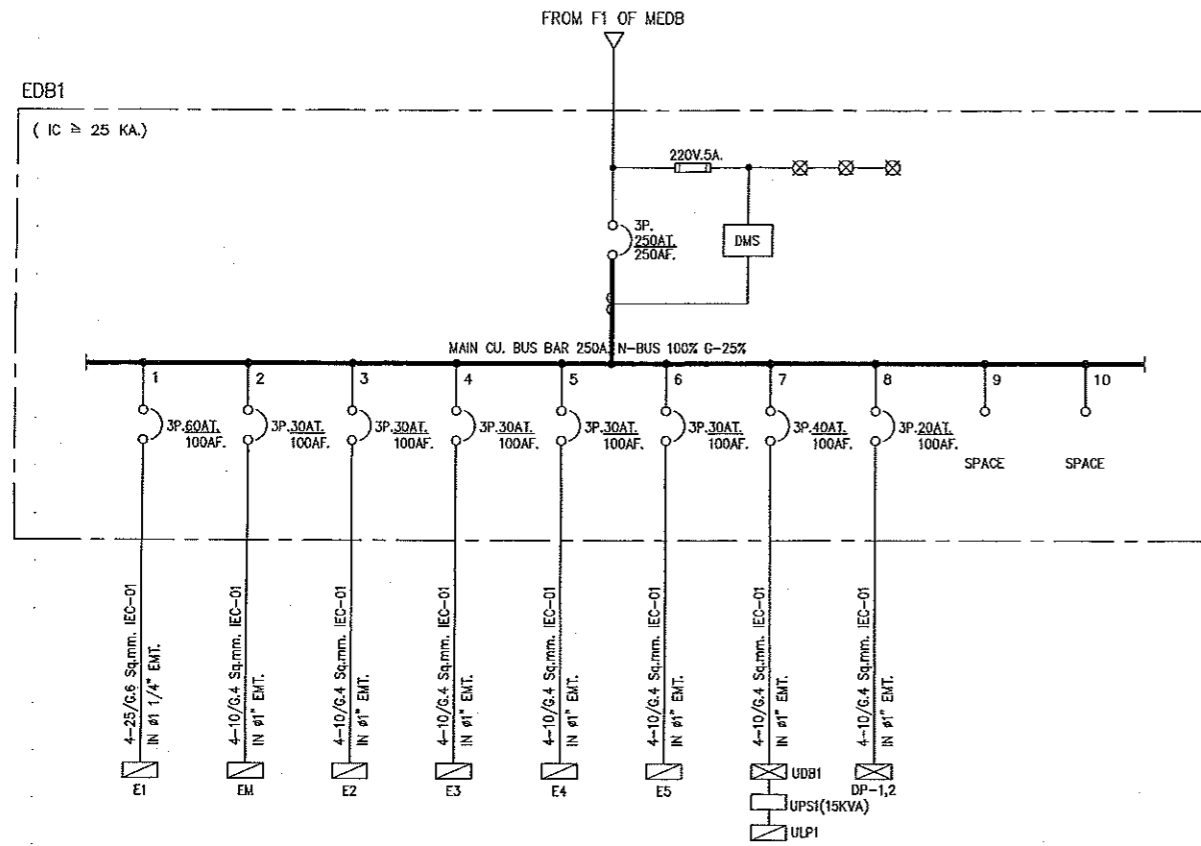 FROM F1 OF MEDB
EDB1
( IC ≥ 25 KA.)
220V.5A.
3P.
250AT.
250AF.
DMS
MAIN CU. BUS BAR 250A. N-BUS 100% G-25%
1
2
3
4
5
6
7
8
9
10
3P.60AT.
100AF.
3P.30AT.
100AF.
3P.30AT.
100AF.
3P.30AT.
100AF.
3P.30AT.
100AF.
3P.30AT.
100AF.
3P.40AT.
100AF.
3P.20AT.
100AF.
SPACE
SPACE
4-25/G.6 Sq.mm. IEC-01
IN ø1 1/4" EMT.
4-10/G.4 Sq.mm. IEC-01
IN ø1" EMT.
4-10/G.4 Sq.mm. IEC-01
IN ø1" EMT.
4-10/G.4 Sq.mm. IEC-01
IN ø1" EMT.
4-10/G.4 Sq.mm. IEC-01
IN ø1" EMT.
4-10/G.4 Sq.mm. IEC-01
IN ø1" EMT.
4-10/G.4 Sq.mm. IEC-01
IN ø1" EMT.
4-10/G.4 Sq.mm. IEC-01
IN ø1" EMT.
E1
EM
E2
E3
E4
E5
UDB1
DP-1,2
UPS1(15KVA)
ULP1